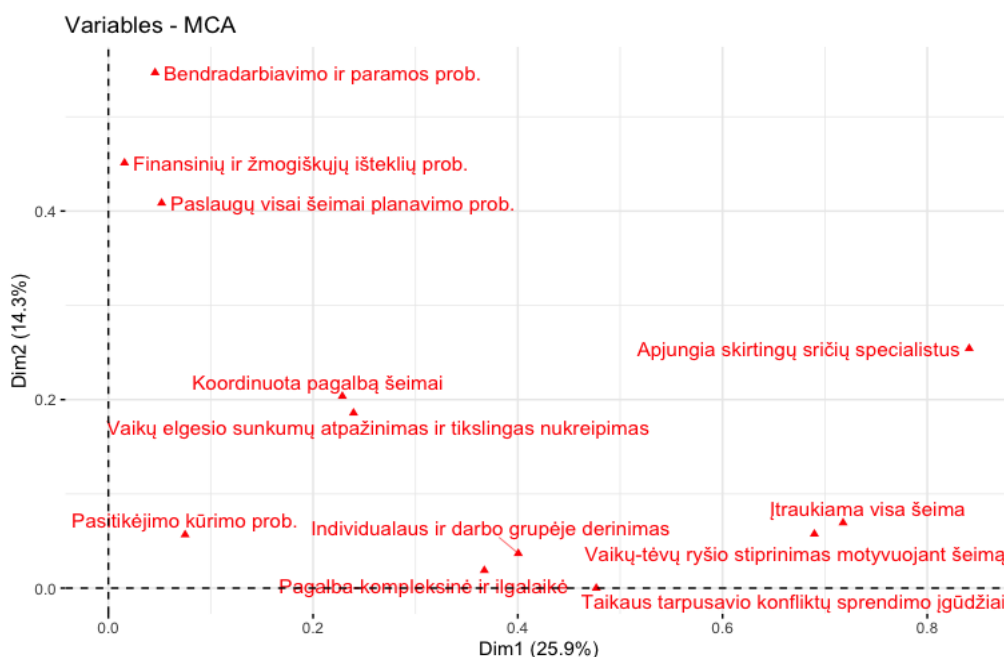 Variables - MCA
Bendradarbiavimo ir paramos prob.
Finansinių ir žmogiškųjų išteklių prob.
Paslaugų visai šeimai planavimo prob.
0.4
Apjungia skirtingų sričių specialistus
Koordinuota pagalbą šeimai
0.2
Vaikų elgesio sunkumų atpažinimas ir tikslingas nukreipimas
Įtraukiama visa šeima
Pasitikėjimo kūrimo prob.
Individualaus ir darbo grupėje derinimas
Vaikų-tėvų ryšio stiprinimas motyvuojant šeimą
Pagalba kompleksinė ir ilgalaikė
0.0
Taikaus tarpusavio konfliktų sprendimo įgūdžiai
0.0 0.2 0.4 0.6 0.8
Dim1 (25.9%)
Dim2 (14.3%)